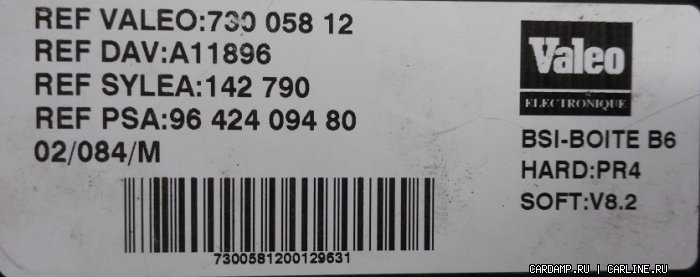 REF VALEO:730 058 12
REF DAV:A11896
REF SYLEA:142 790
REF PSA:96 424 094 80
02/084/M
7300581200129631
Valeo
ELECTRONIQUE
BSI-BOITE B6
HARD:PR4
SOFT:V8.2
CARDAMP.RU | CARLINE.RU